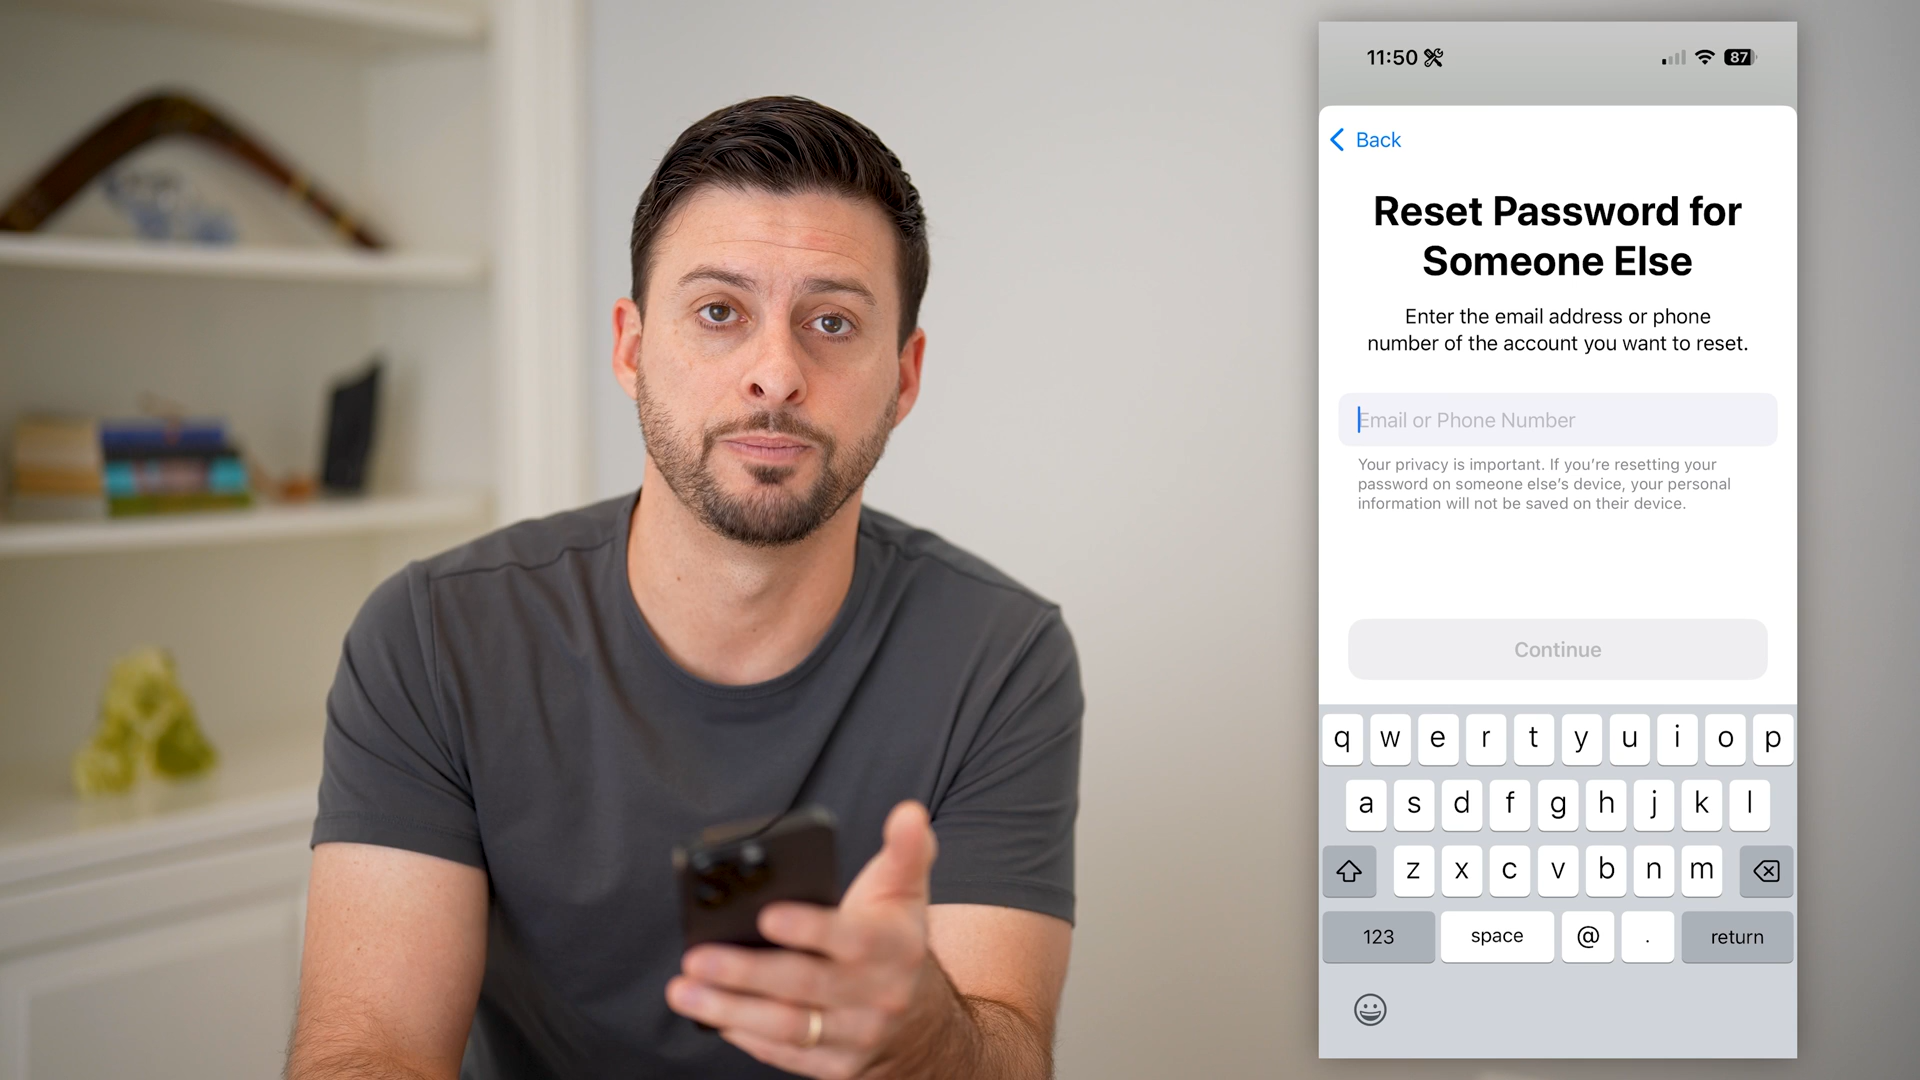 11:50
87
Back
Reset Password for
Someone Else
Enter the email address or phone
number of the account you want to reset.
Email or Phone Number
Your privacy is important. If you’re resetting your
password on someone else’s device, your personal
information will not be saved on their device.
Continue
q w e r t y u i o p
a s d f g h j k l
z x c v b n m
123 space @ . return